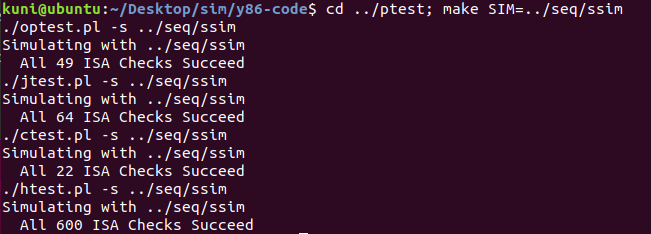 kuni@ubuntu:~/Desktop/sim/y86-code$ cd ../ptest; make SIM=../seq/ssim
./optest.pl -s ../seq/ssim
Simulating with ../seq/ssim
  All 49 ISA Checks Succeed
./jtest.pl -s ../seq/ssim
Simulating with ../seq/ssim
  All 64 ISA Checks Succeed
./ctest.pl -s ../seq/ssim
Simulating with ../seq/ssim
  All 22 ISA Checks Succeed
./htest.pl -s ../seq/ssim
Simulating with ../seq/ssim
  All 600 ISA Checks Succeed